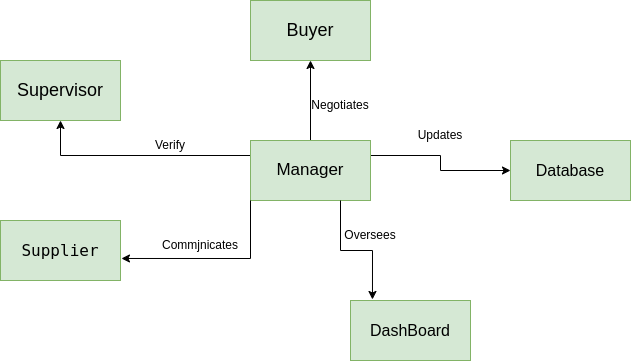 Buyer
Supervisor
Negotiates
Updates
Verify
Manager
Database
Oversees
Commjnicates
Supplier
DashBoard